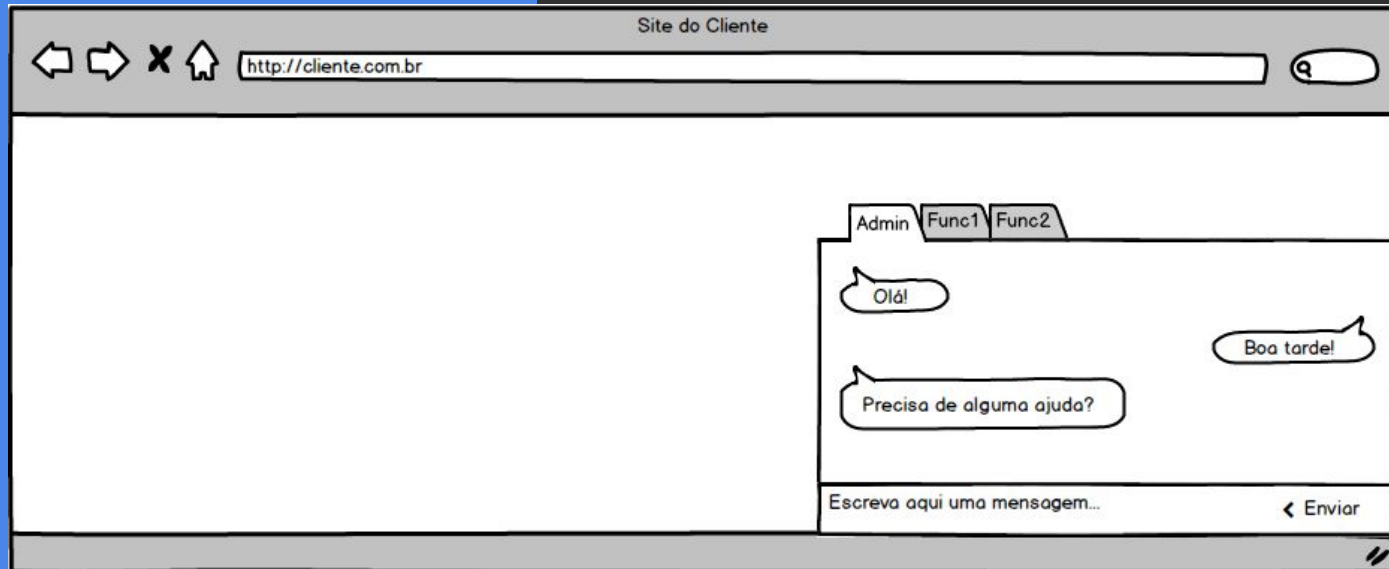 Site do Cliente
http://cliente.com.br
Admin Func1 Func2
Olá!
Boa tarde!
Precisa de alguma ajuda?
Escreva aqui uma mensagem... Enviar